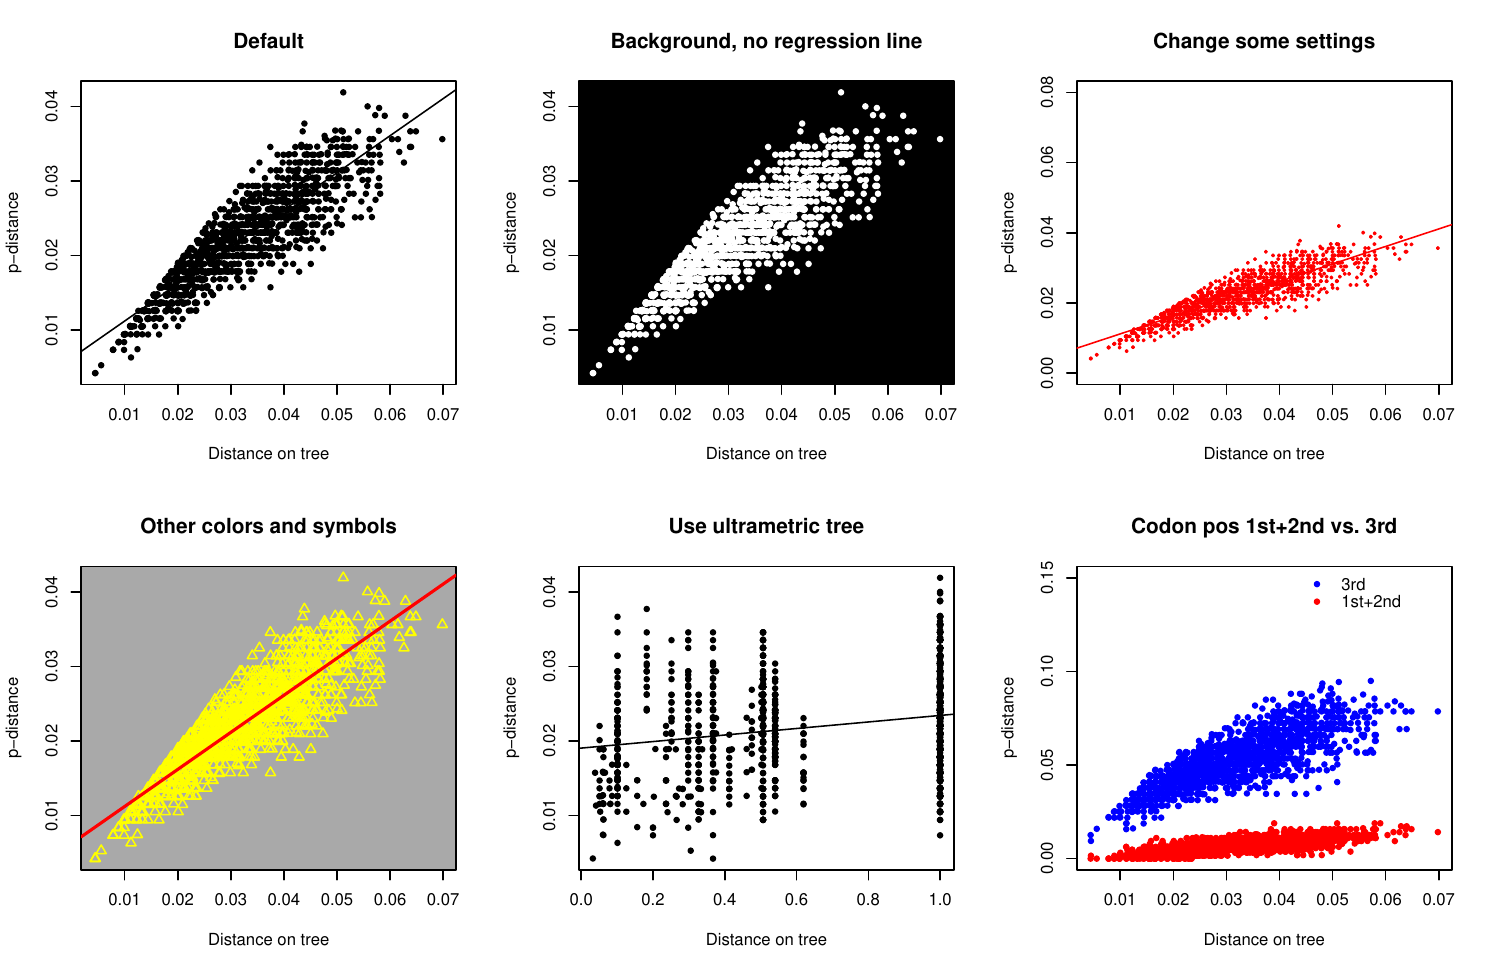 Default
0.04
0.03
0.02
0.01
p−distance
0.01 0.02 0.03 0.04 0.05 0.06 0.07
Distance on tree
Background, no regression line
0.04
0.03
0.02
0.01
p−distance
0.01 0.02 0.03 0.04 0.05 0.06 0.07
Distance on tree
Change some settings
0.08
0.06
0.04
0.02
0.00
p−distance
0.01 0.02 0.03 0.04 0.05 0.06 0.07
Distance on tree
Other colors and symbols
0.04
0.03
0.02
0.01
p−distance
0.01 0.02 0.03 0.04 0.05 0.06 0.07
Distance on tree
Use ultrametric tree
0.04
0.03
0.02
0.01
p−distance
0.0 0.2 0.4 0.6 0.8 1.0
Distance on tree
Codon pos 1st+2nd vs. 3rd
3rd
1st+2nd
0.15
0.10
0.05
0.00
p−distance
0.01 0.02 0.03 0.04 0.05 0.06 0.07
Distance on tree